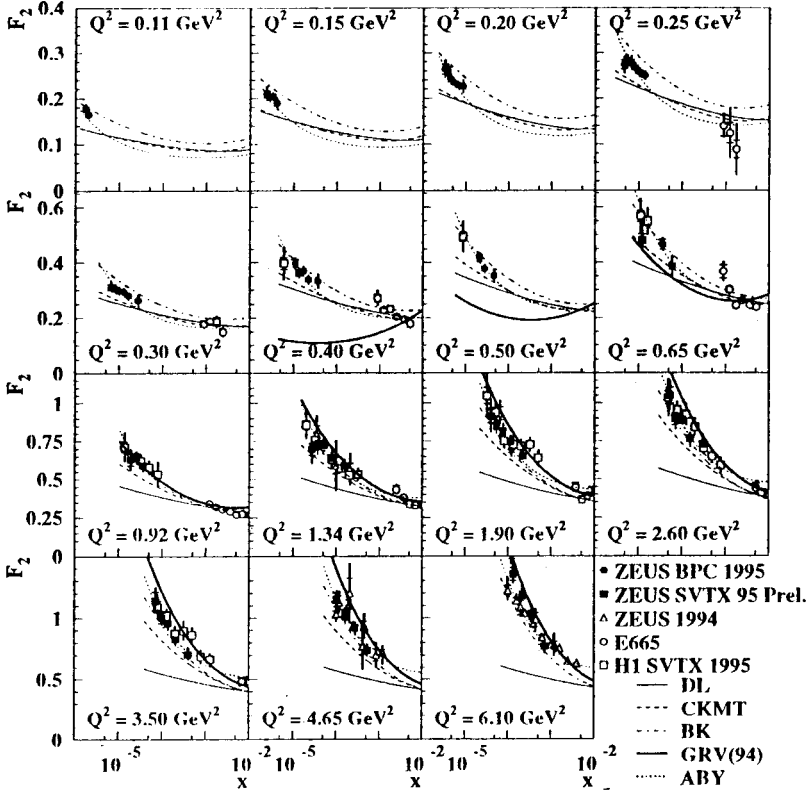 F₂
0.4
Q² = 0.11 GeV²
Q² = 0.15 GeV²
Q² = 0.20 GeV²
Q² = 0.25 GeV²
0.3
0.2
0.1
0
F₂
0.6
0.4
0.2
Q² = 0.30 GeV²
Q² = 0.40 GeV²
Q² = 0.50 GeV²
Q² = 0.65 GeV²
0
F₂
1
0.75
0.5
0.25
Q² = 0.92 GeV²
Q² = 1.34 GeV²
Q² = 1.90 GeV²
Q² = 2.60 GeV²
0
F₂
1
0.5
Q² = 3.50 GeV²
Q² = 4.65 GeV²
Q² = 6.10 GeV²
0
10⁻⁵
10⁻²
10⁻⁵
10⁻²
10⁻⁵
10⁻²
x
x
x
ZEUS BPC 1995
ZEUS SVTX 95 Prel.
ZEUS 1994
E665
H1 SVTX 1995
DL
CKMT
BK
GRV(94)
ABY